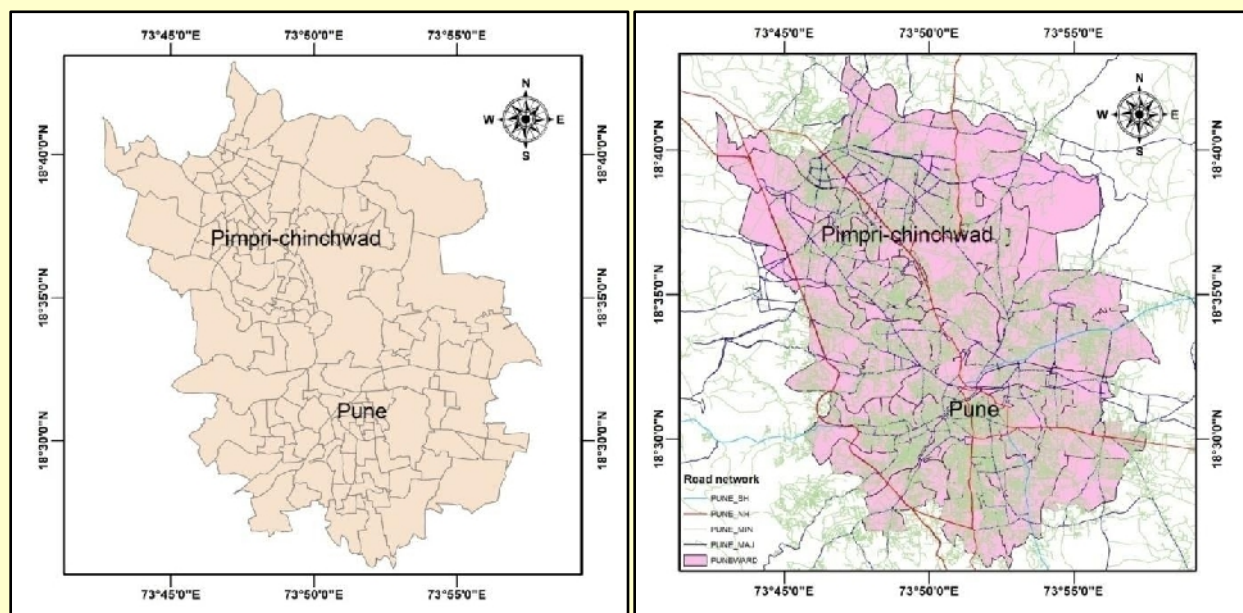 73°45'0"E 73°50'0"E 73°55'0"E
N
W E
S
18°40'0"N 18°40'0"N
Pimpri-chinchwad
18°35'0"N 18°35'0"N
Pune
18°30'0"N 18°30'0"N
73°45'0"E 73°50'0"E 73°55'0"E
73°45'0"E 73°50'0"E 73°55'0"E
N
W E
S
18°40'0"N 18°40'0"N
Pimpri-chinchwad
18°35'0"N 18°35'0"N
Pune
18°30'0"N 18°30'0"N
Road network
PUNE_SH
PUNE_NH
PUNE_MIN
PUNE_MAJ
PUNEWARD
73°45'0"E 73°50'0"E 73°55'0"E